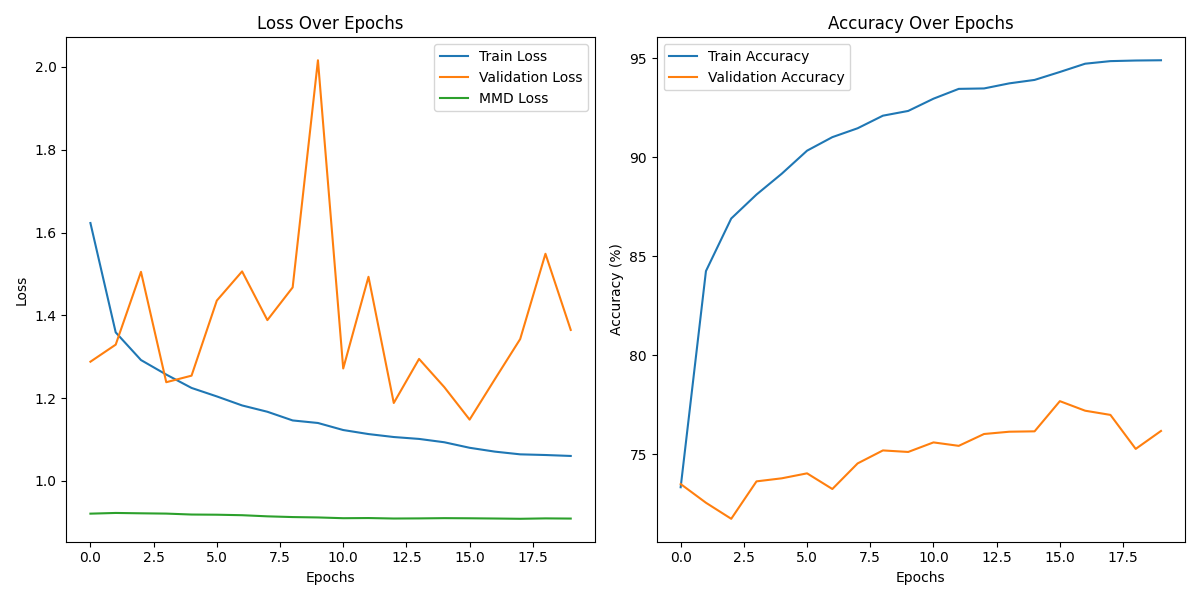 Loss Over Epochs
Loss
2.0
1.8
1.6
1.4
1.2
1.0
Train Loss
Validation Loss
MMD Loss
0.0 2.5 5.0 7.5 10.0 12.5 15.0 17.5
Epochs
Accuracy Over Epochs
Accuracy (%)
95
90
85
80
75
Train Accuracy
Validation Accuracy
0.0 2.5 5.0 7.5 10.0 12.5 15.0 17.5
Epochs